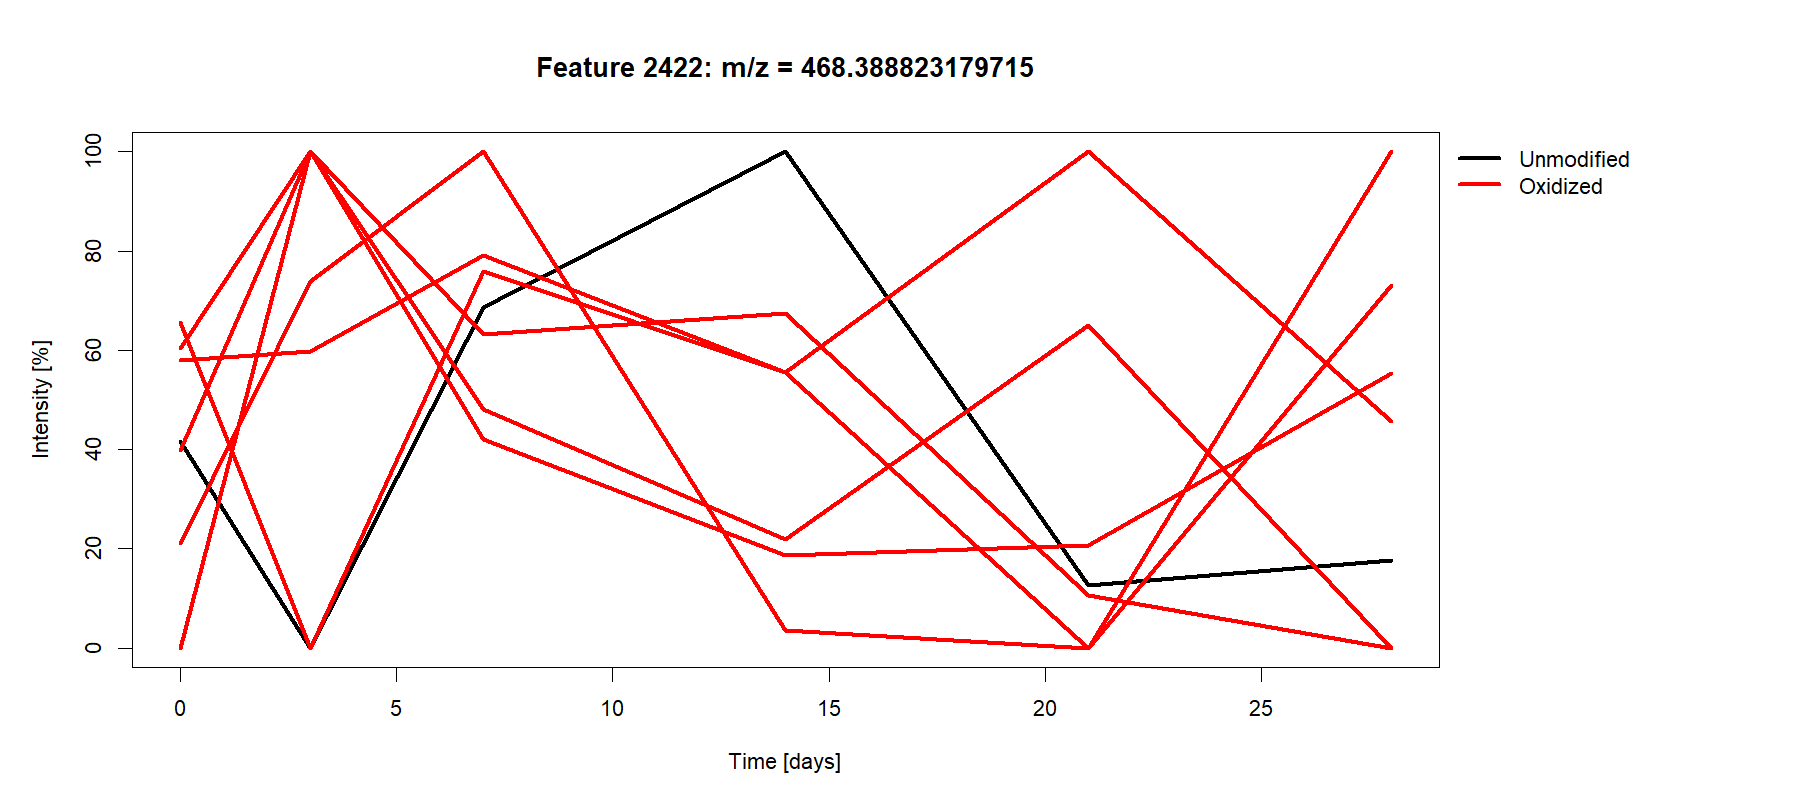 Feature 2422: m/z = 468.388823179715
Unmodified
Oxidized
Intensity [%]
100
80
60
40
20
0
0 5 10 15 20 25
Time [days]